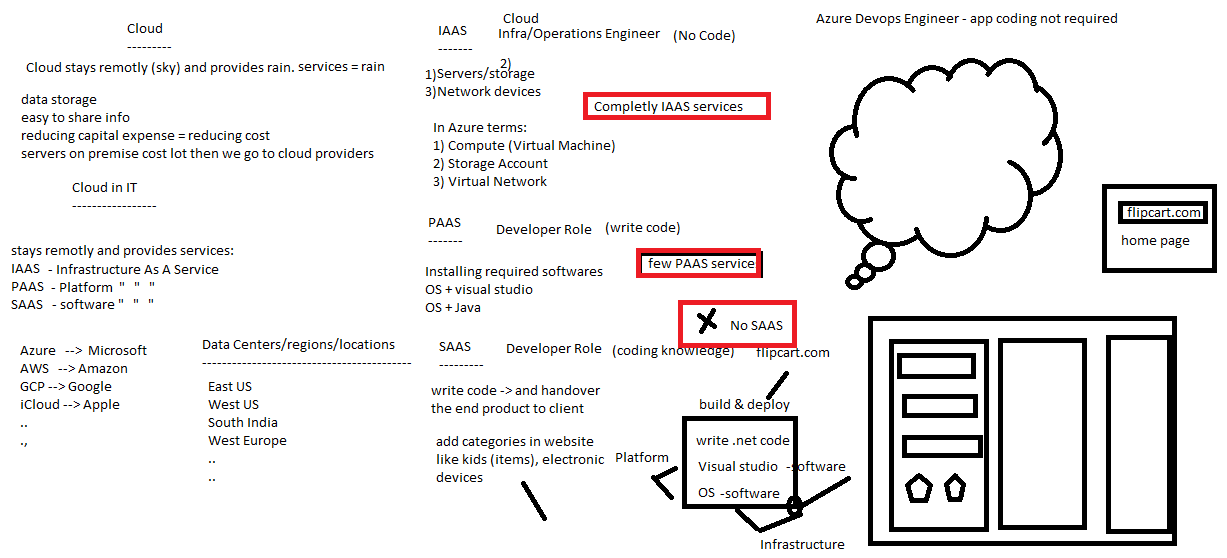 Cloud
---------
Cloud stays remotly (sky) and provides rain. services = rain
data storage
easy to share info
reducing capital expense = reducing cost
servers on premise cost lot then we go to cloud providers
Cloud in IT
-----------------
stays remotly and provides services:
IAAS - Infrastructure As A Service
PAAS - Platform " " "
SAAS - software " " "
Azure --> Microsoft
AWS --> Amazon
GCP --> Google
iCloud --> Apple
..
.,
Data Centers/regions/locations
------------------------------------------
East US
West US
South India
West Europe
..
..
IAAS
-------
Cloud
Infra/Operations Engineer (No Code)
2)
1)Servers/storage
3)Network devices
Completly IAAS services
In Azure terms:
1) Compute (Virtual Machine)
2) Storage Account
3) Virtual Network
PAAS Developer Role (write code)
-------
few PAAS service
Installing required softwares
OS + visual studio
OS + Java
X No SAAS
SAAS Developer Role (coding knowledge)
---------
flipcart.com
write code -> and handover
the end product to client
build & deploy
add categories in website
like kids (items), electronic
devices
Platform
write .net code
Visual studio -software
OS -software
Infrastructure
Azure Devops Engineer - app coding not required
flipcart.com
home page